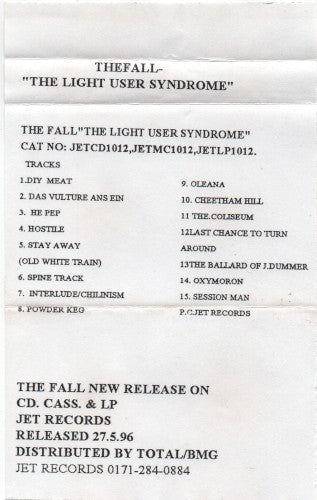 THEFALL-
"THE LIGHT USER SYNDROME"
THE FALL"THE LIGHT USER SYNDROME"
CAT NO: JETCD1012,JETMC1012,JETLP1012.
TRACKS
1.DIY MEAT
2. DAS VULTURE ANS EIN
3. HE PEP
4. HOSTILE
5. STAY AWAY
(OLD WHITE TRAIN)
6. SPINE TRACK
7. INTERLUDE/CHILINISM
8. POWDER KEG
9. OLEANA
10. CHEETHAM HILL
11 THE.COLISEUM
12LAST CHANCE TO TURN
AROUND
13THE BALLARD OF J.DUMMER
14. OXYMORON
15. SESSION MAN
P.C.JET RECORDS
THE FALL NEW RELEASE ON
CD. CASS. & LP
JET RECORDS
RELEASED 27.5.96
DISTRIBUTED BY TOTAL/BMG
JET RECORDS 0171-284-0884